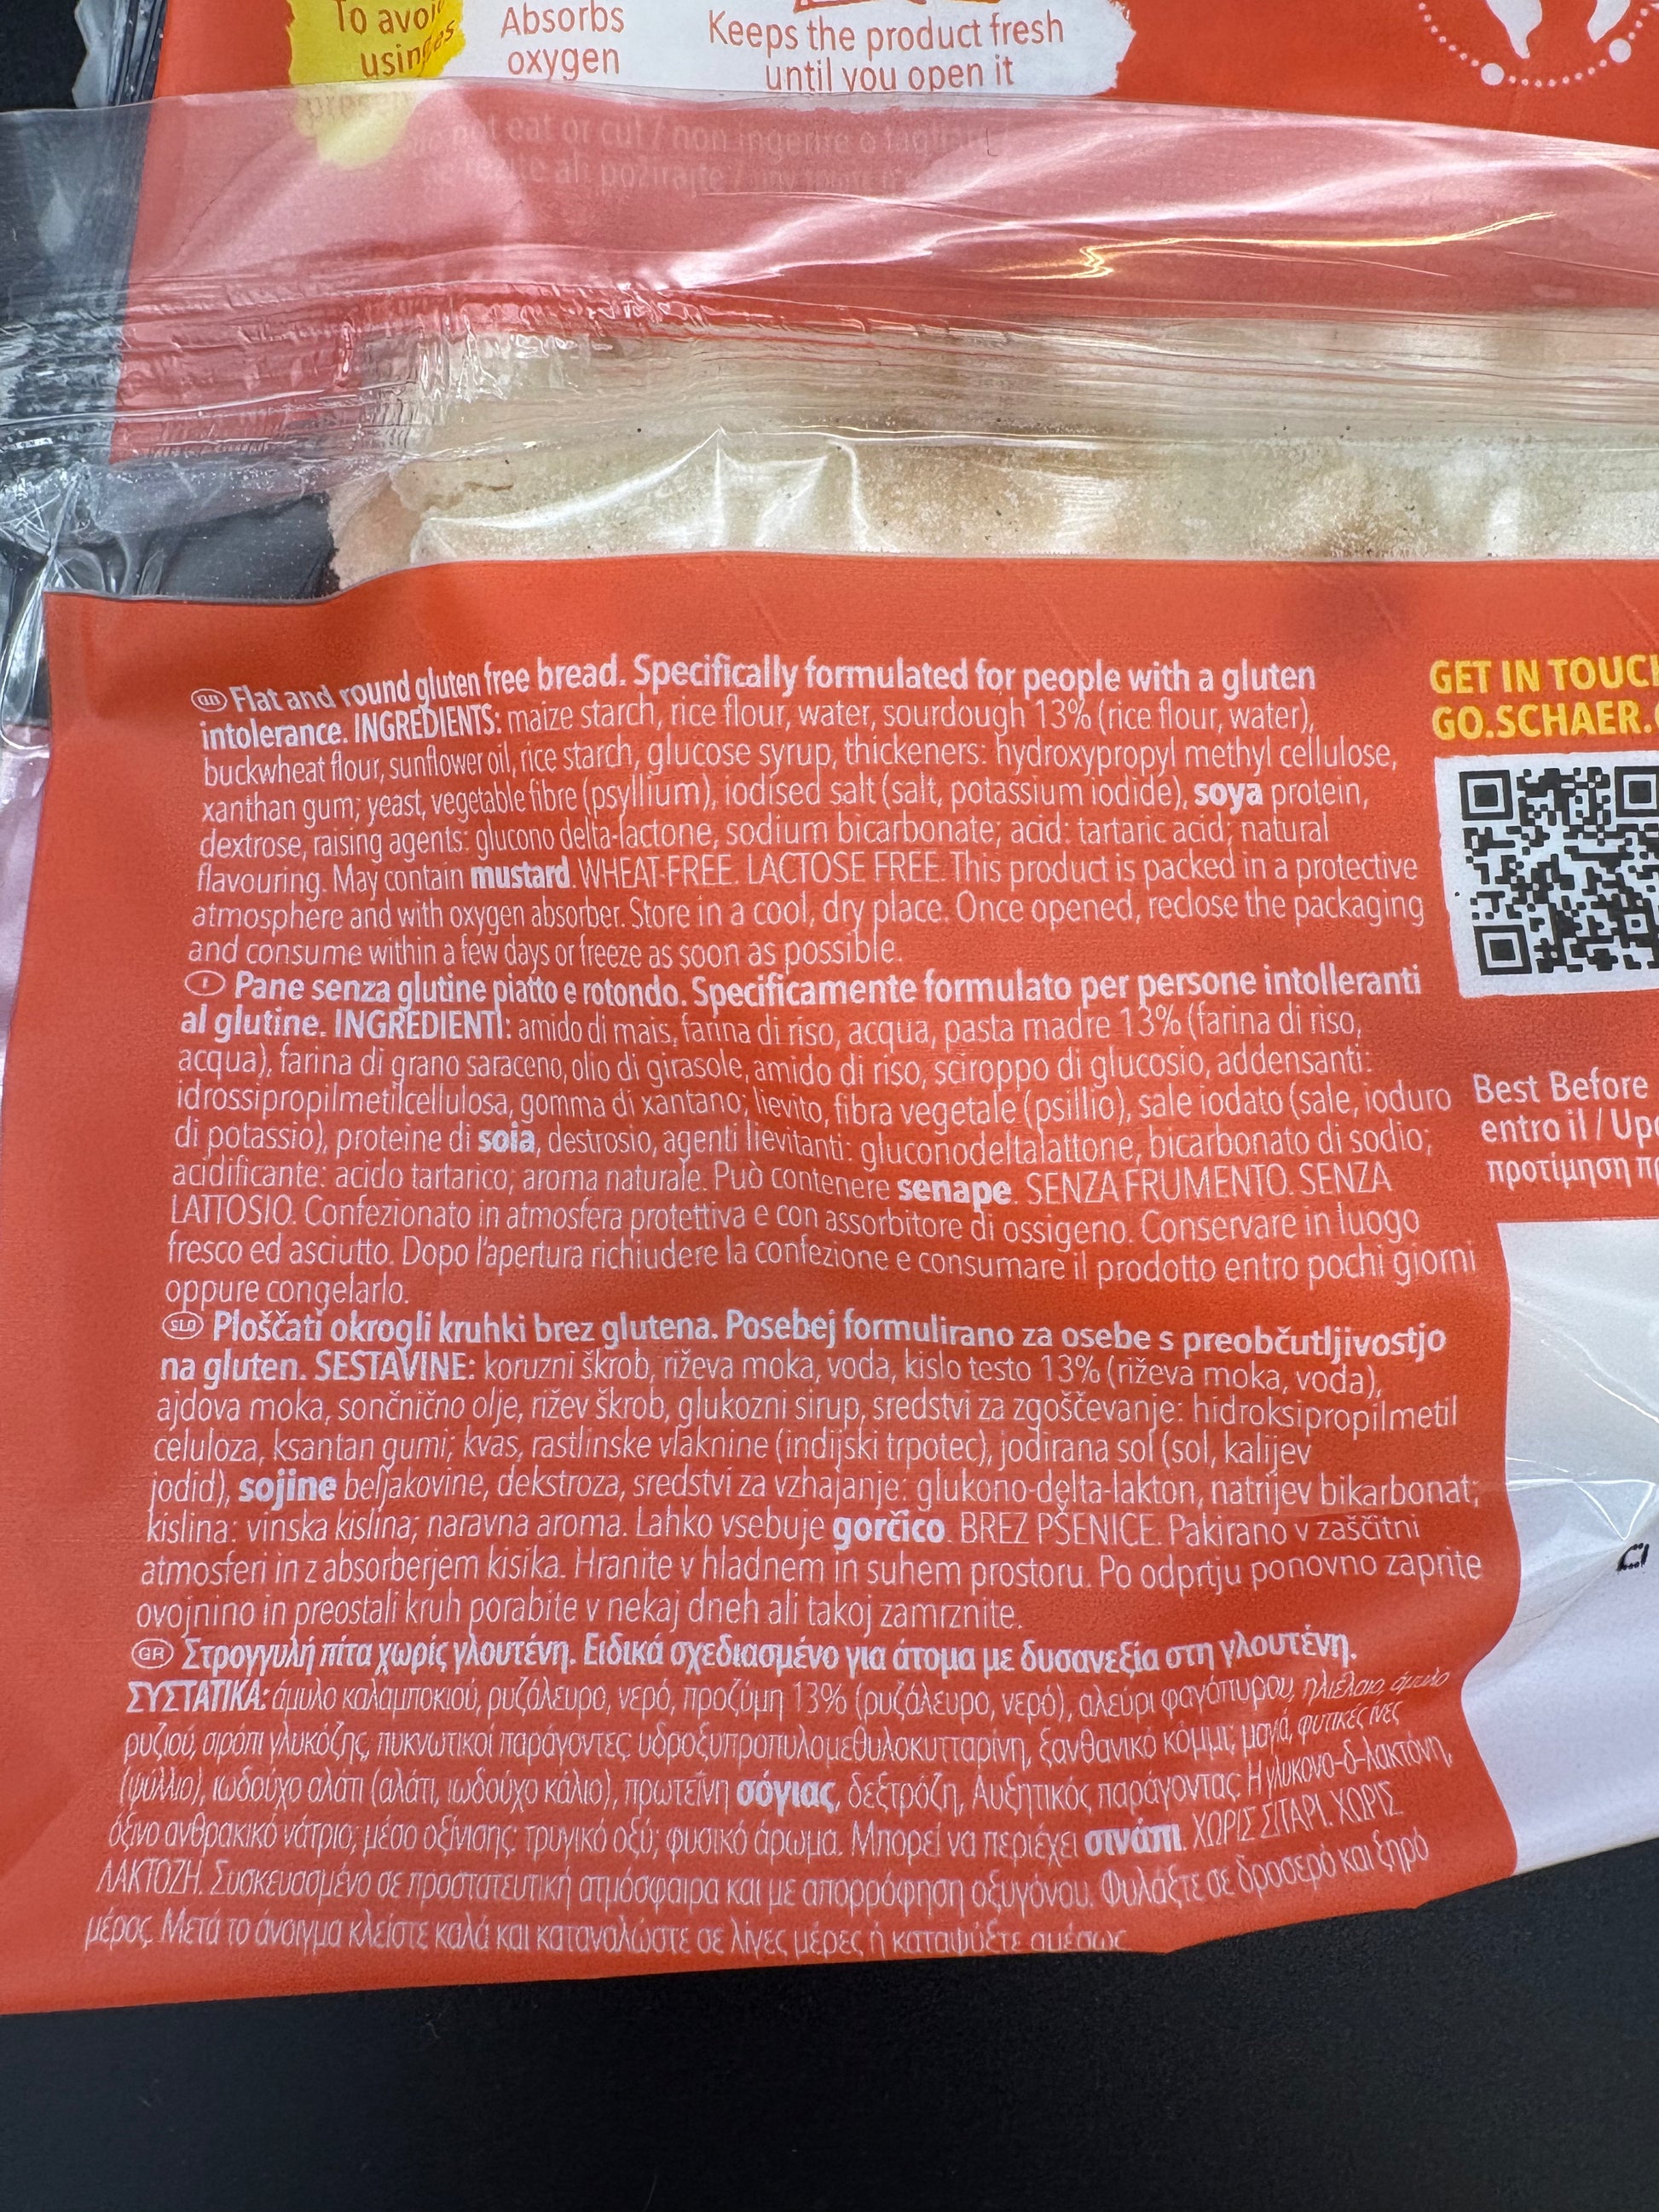 To avoid
using
Absorbs
oxygen
Keeps the product fresh
until you open it
not eat or cut / non ingerire o
ali požirajte /
GB Flat and round gluten free bread. Specifically formulated for people with a gluten
intolerance. INGREDIENTS: maize starch, rice flour, water, sourdough 13% (rice flour, water),
buckwheat flour, sunflower oil, rice starch, glucose syrup, thickeners: hydroxypropyl methyl cellulose,
xanthan gum; yeast, vegetable fibre (psyllium), iodised salt (salt, potassium iodide), soya protein,
dextrose, raising agents: glucono delta-lactone, sodium bicarbonate; acid: tartaric acid; natural
flavouring. May contain mustard. WHEAT-FREE. LACTOSE FREE. This product is packed in a protective
atmosphere and with oxygen absorber. Store in a cool, dry place. Once opened, reclose the packaging
and consume within a few days or freeze as soon as possible.
I Pane senza glutine piatto e rotondo. Specificamente formulato per persone intolleranti
al glutine. INGREDIENTI: amido di mais, farina di riso, acqua, pasta madre 13% (farina di riso,
acqua), farina di grano saraceno, olio di girasole, amido di riso, sciroppo di glucosio, addensanti:
idrossipropilmetilcellulosa, gomma di xantano; lievito, fibra vegetale (psillio), sale iodato (sale, ioduro
di potassio), proteine di soia, destrosio, agenti lievitanti: gluconodeltalattone, bicarbonato di sodio;
acidificante: acido tartarico; aroma naturale. Può contenere senape. SENZA FRUMENTO. SENZA
LATTOSIO. Confezionato in atmosfera protettiva e con assorbitore di ossigeno. Conservare in luogo
fresco ed asciutto. Dopo l'apertura richiudere la confezione e consumare il prodotto entro pochi giorni
oppure congelarlo.
SLO Ploščati okrogli kruhki brez glutena. Posebej formulirano za osebe s preobčutljivostjo
na gluten. SESTAVINE: koruzni škrob, riževa moka, voda, kislo testo 13% (riževa moka, voda),
ajdova moka, sončnično olje, rižev škrob, glukozni sirup, sredstvi za zgoščevanje: hidroksipropilmetil
celuloza, ksantan gumi; kvas, rastlinske vlaknine (indijski trpotec), jodirana sol (sol, kalijev
jodid), sojine beljakovine, dekstroza, sredstvi za vzhajanje: glukono-delta-lakton, natrijev bikarbonat;
kislina: vinska kislina; naravna aroma. Lahko vsebuje gorčico. BREZ PŠENICE. Pakirano v zaščitni
atmosferi in z absorberjem kisika. Hranite v hladnem in suhem prostoru. Po odprtju ponovno zaprite
ovojnino in preostali kruh porabite v nekaj dneh ali takoj zamrznite.
GR Στρογγυλή πίτα χωρίς γλουτένη. Ειδικά σχεδιασμένο για άτομα με δυσανεξία στη γλουτένη.
ΣΥΣΤΑΤΙΚΑ: άμυλο καλαμποκιού, ρυζάλευρο, νερό, προζύμη 13% (ρυζάλευρο, νερό), αλεύρι φαγόπυρου, ηλιέλαιο, άμυλο
ρυζιού, σιρόπι γλυκόζης, πυκνωτικοί παράγοντες: υδροξυπροπυλομεθυλοκυτταρίνη, ξανθανικό κόμμι; μαγιά, φυτικές ίνες
(ψύλλιο), ιωδούχο αλάτι (αλάτι, ιωδούχο κάλιο), πρωτεΐνη σόγιας, δεξτρόζη, Αυξητικός παράγοντας: Η γλυκονο-δ-λακτόνη,
όξινο ανθρακικό νάτριο; μέσο οξίνισης: τρυγικό οξύ; φυσικό άρωμα. Μπορεί να περιέχει σινάπι. ΧΩΡΙΣ ΣΙΤΑΡΙ. ΧΩΡΙΣ
ΛΑΚΤΟΖΗ. Συσκευασμένο σε προστατευτική ατμόσφαιρα και με απορρόφηση οξυγόνου. Φυλάξτε σε δροσερό και ξηρό
μέρος. Μετά το άνοιγμα κλείστε καλά και καταναλώστε σε λίγες μέρες ή καταψύξτε αμέσως
GET IN TOUCH
GO.SCHAER.
Best Before
entro il / Upo
προτίμηση π